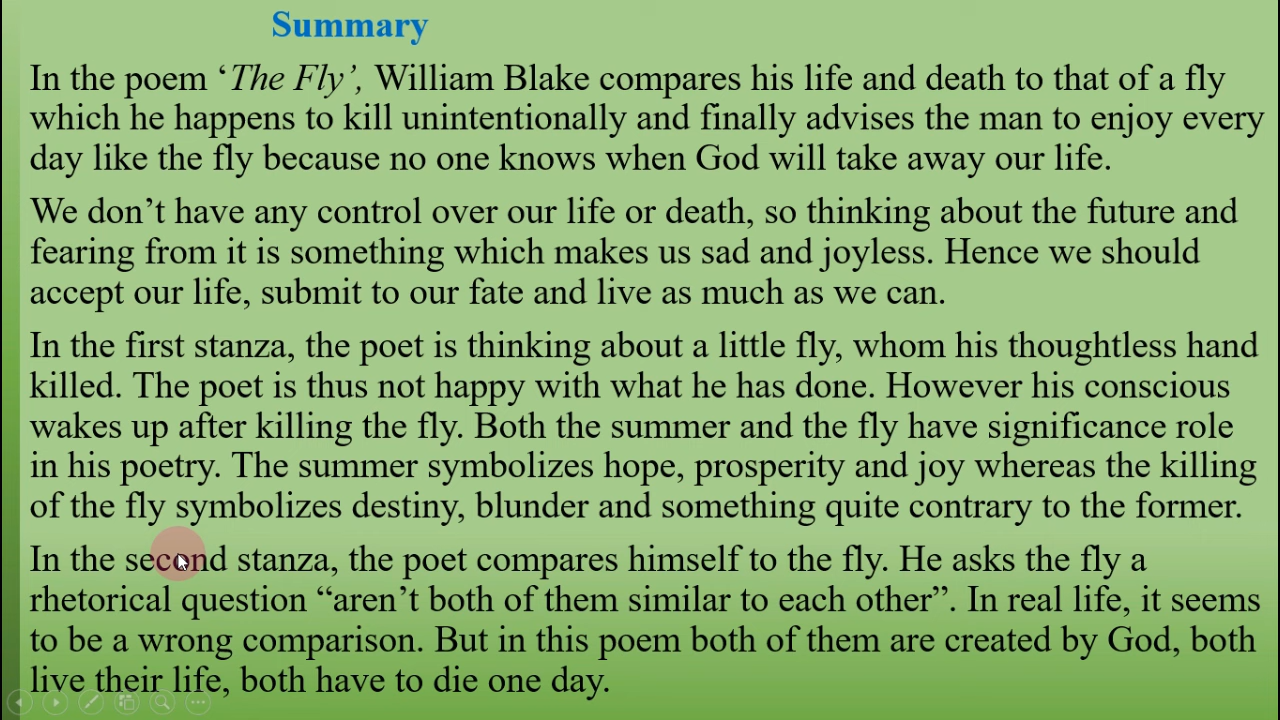 Summary
In the poem ‘The Fly’, William Blake compares his life and death to that of a fly
which he happens to kill unintentionally and finally advises the man to enjoy every
day like the fly because no one knows when God will take away our life.
We don’t have any control over our life or death, so thinking about the future and
fearing from it is something which makes us sad and joyless. Hence we should
accept our life, submit to our fate and live as much as we can.
In the first stanza, the poet is thinking about a little fly, whom his thoughtless hand
killed. The poet is thus not happy with what he has done. However his conscious
wakes up after killing the fly. Both the summer and the fly have significance role
in his poetry. The summer symbolizes hope, prosperity and joy whereas the killing
of the fly symbolizes destiny, blunder and something quite contrary to the former.
In the second stanza, the poet compares himself to the fly. He asks the fly a
rhetorical question “aren’t both of them similar to each other”. In real life, it seems
to be a wrong comparison. But in this poem both of them are created by God, both
live their life, both have to die one day.